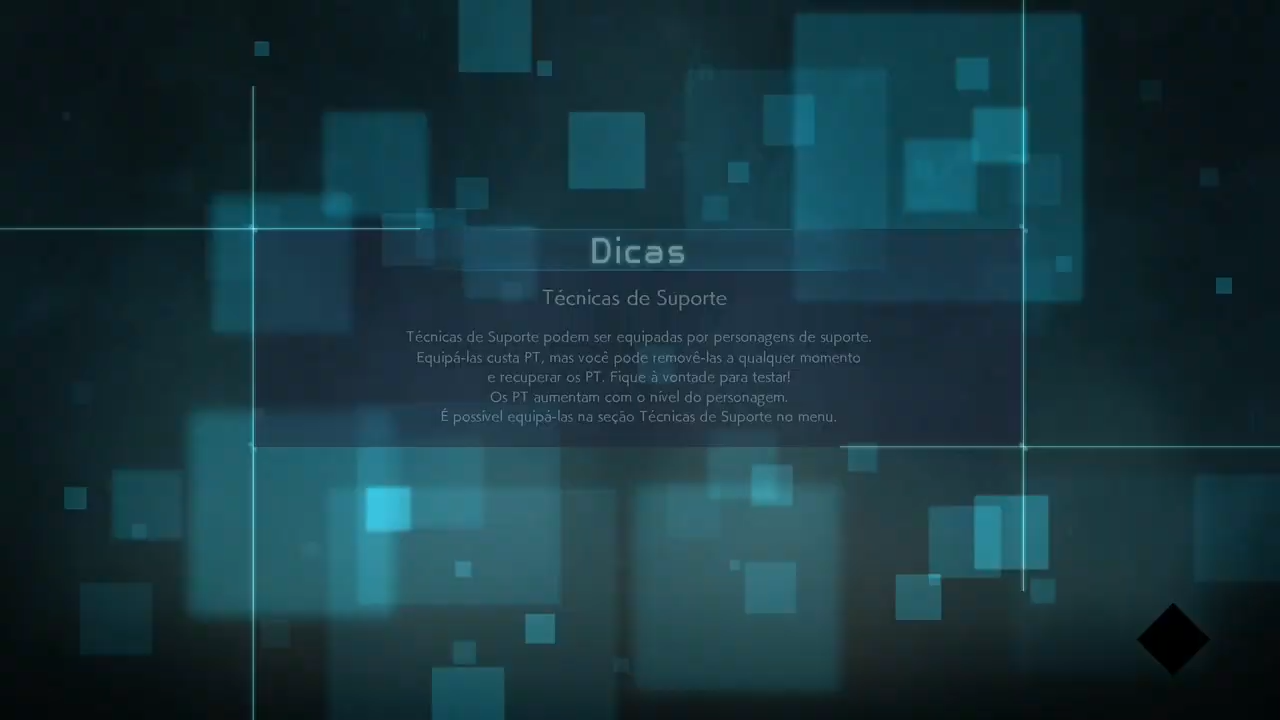 Dicas
Técnicas de Suporte
Técnicas de Suporte podem ser equipadas por personagens de suporte.
Equipá-las custa PT, mas você pode removê-las a qualquer momento
e recuperar os PT. Fique à vontade para testar!
Os PT aumentam com o nível do personagem.
É possível equipá-las na seção Técnicas de Suporte no menu.